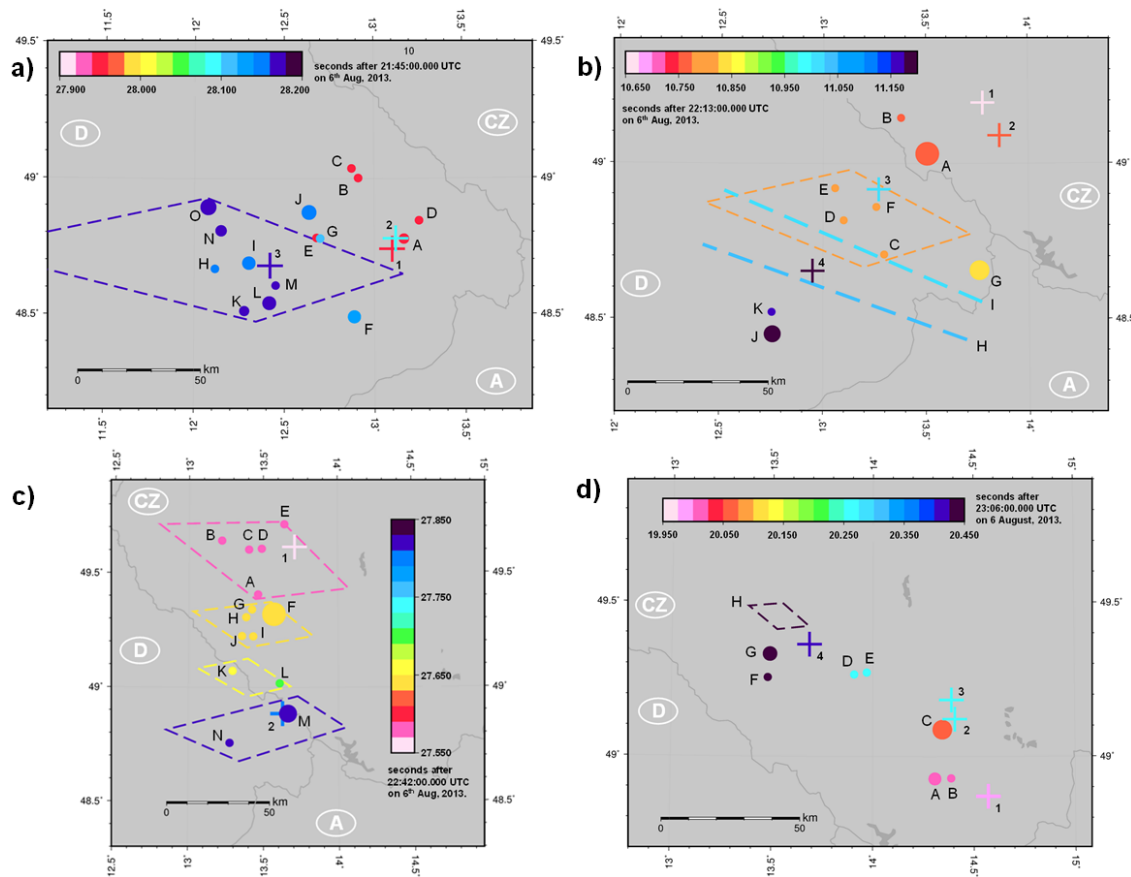 a)
11.5°
12°
12.5°
13°
13.5°
49.5°
49.5°
10
27.900
28.000
28.100
28.200
seconds after 21:45:00.000 UTC
on 6th Aug, 2013.
D
CZ
C
B
49°
49°
O
N
J
D
2
E
G
A
1
I
3
H
M
L
K
48.5°
48.5°
F
0
50
km
A
11.5°
12°
12.5°
13°
13.5°
b)
12°
13°
13.5°
14°
49.5°
49.5°
10.650
10.750
10.850
10.950
11.050
11.150
seconds after 22:13:00.000 UTC
on 6th Aug, 2013.
1
B
2
A
49°
49°
CZ
3
E
F
D
C
4
G
D
I
K
48.5°
48.5°
J
H
0
50
km
A
12°
12.5°
13°
13.5°
14°
c)
12.5°
13°
13.5°
14°
14.5°
15°
CZ
27.850
E
B
C
D
1
49.5°
49.5°
A
G
F
27.750
H
J
I
D
K
L
27.650
49°
49°
M
2
N
27.550
seconds after
22:42:00.000 UTC
on 6th Aug, 2013.
48.5°
48.5°
0
50
km
A
12.5°
13°
13.5°
14°
14.5°
d)
13°
13.5°
14°
14.5°
15°
19.950
20.050
20.150
20.250
20.350
20.450
seconds after
23:06:00.000 UTC
on 6 August, 2013.
49.5°
49.5°
CZ
H
4
G
D
E
F
D
3
C
2
49°
49°
A
B
1
0
50
km
13°
13.5°
14°
14.5°
15°